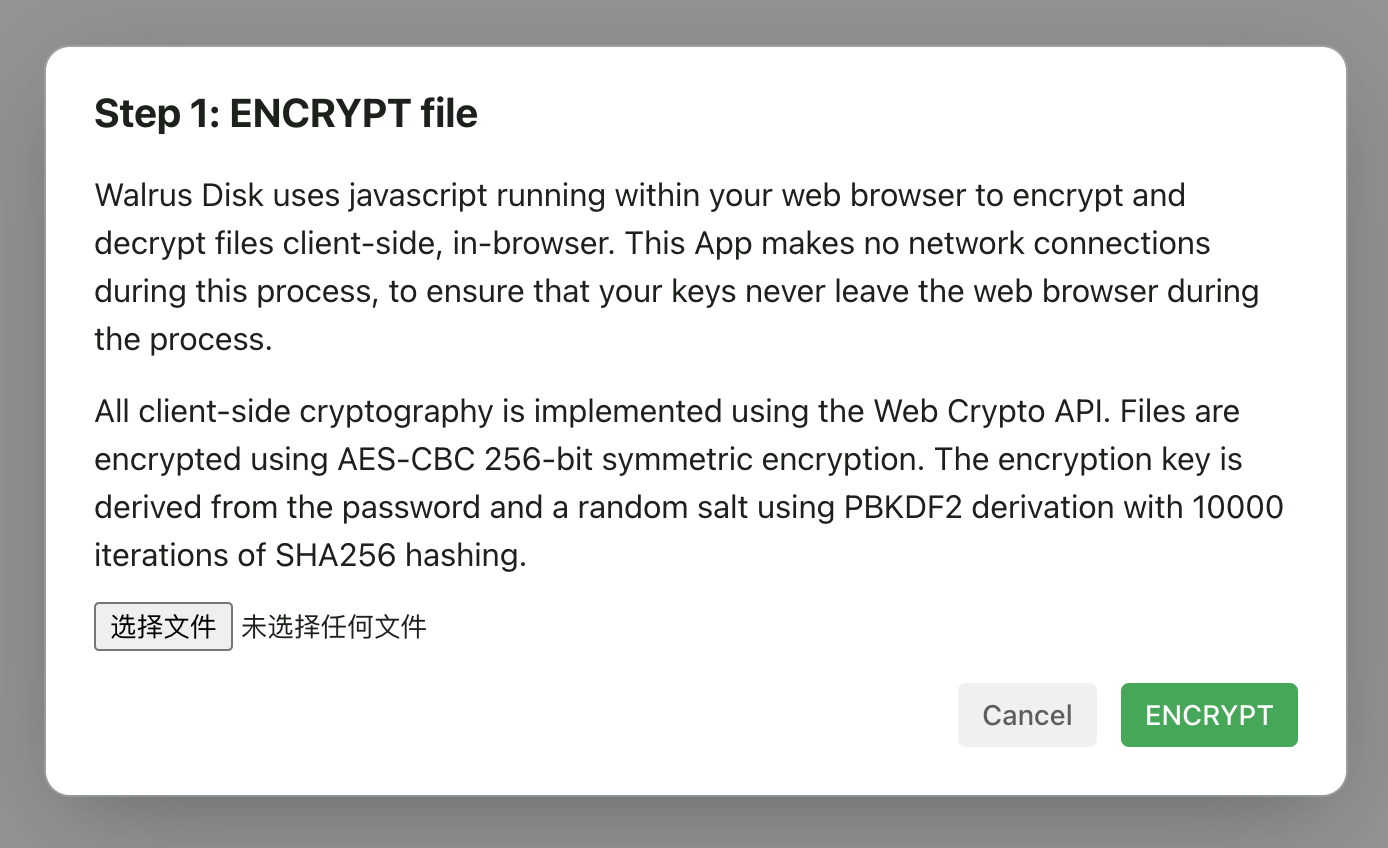 Step 1: ENCRYPT file
Walrus Disk uses javascript running within your web browser to encrypt and
decrypt files client-side, in-browser. This App makes no network connections
during this process, to ensure that your keys never leave the web browser during
the process.
All client-side cryptography is implemented using the Web Crypto API. Files are
encrypted using AES-CBC 256-bit symmetric encryption. The encryption key is
derived from the password and a random salt using PBKDF2 derivation with 10000
iterations of SHA256 hashing.
选择文件 未选择任何文件
Cancel ENCRYPT